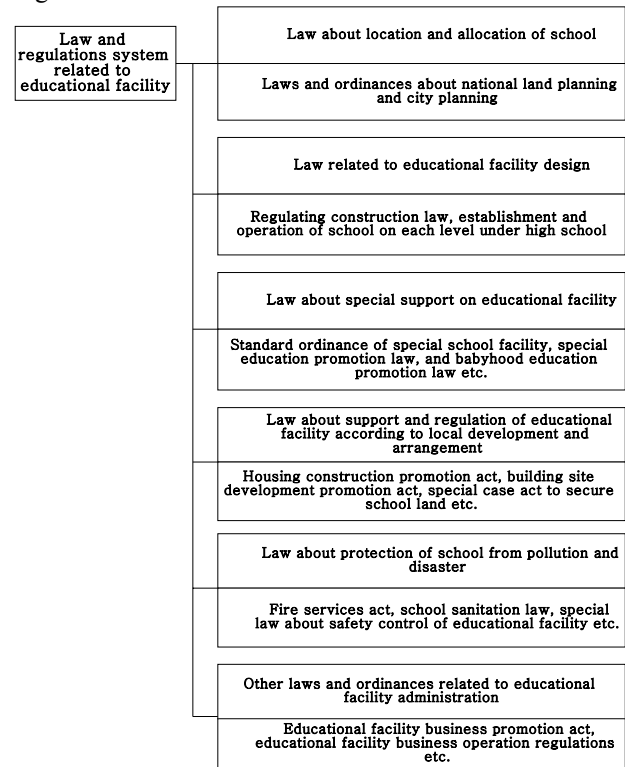 Law and
regulations system
related to
educational facility
Law about location and allocation of school
Laws and ordinances about national land planning
and city planning
Law related to educational facility design
Regulating construction law, establishment and
operation of school on each level under high school
Law about special support on educational facility
Standard ordinance of special school facility, special
education promotion law, and babyhood education
promotion law etc.
Law about support and regulation of educational
facility according to local development and
arrangement
Housing construction promotion act, building site
development promotion act, special case act to secure
school land etc.
Law about protection of school from pollution and
disaster
Fire services act, school sanitation law, special
law about safety control of educational facility etc.
Other laws and ordinances related to educational
facility administration
Educational facility business promotion act,
educational facility business operation regulations
etc.